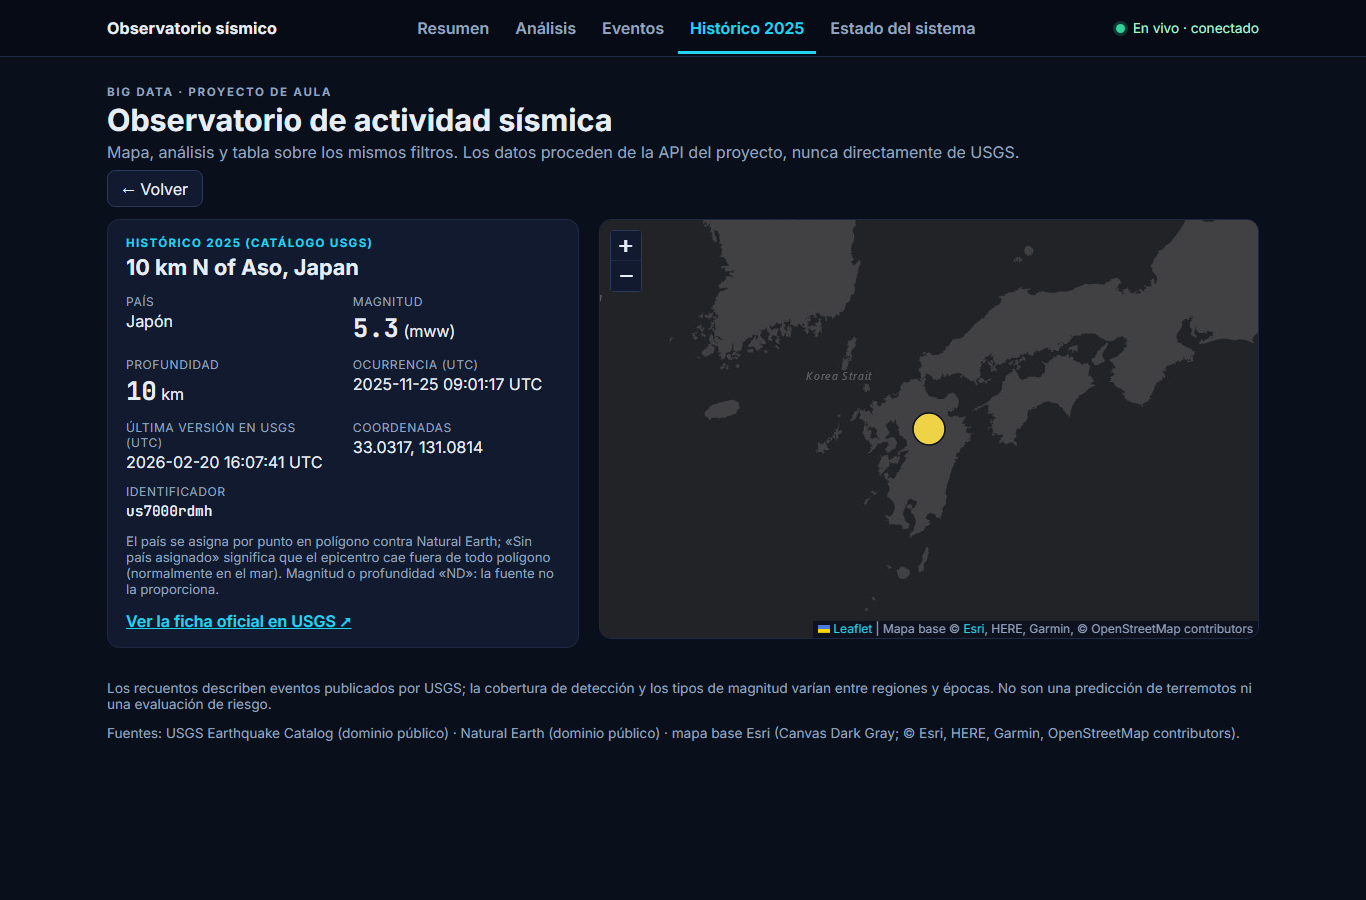 Observatorio sísmico
Resumen
Análisis
Eventos
Histórico 2025
Estado del sistema
En vivo · conectado
BIG DATA · PROYECTO DE AULA
Observatorio de actividad sísmica
Mapa, análisis y tabla sobre los mismos filtros. Los datos proceden de la API del proyecto, nunca directamente de USGS.
← Volver
HISTÓRICO 2025 (CATÁLOGO USGS)
10 km N of Aso, Japan
PAÍS
Japón
MAGNITUD
5.3 (mww)
PROFUNDIDAD
10 km
OCURRENCIA (UTC)
2025-11-25 09:01:17 UTC
ÚLTIMA VERSIÓN EN USGS
(UTC)
2026-02-20 16:07:41 UTC
COORDENADAS
33.0317, 131.0814
IDENTIFICADOR
us7000rdmh
El país se asigna por punto en polígono contra Natural Earth; «Sin
país asignado» significa que el epicentro cae fuera de todo polígono
(normalmente en el mar). Magnitud o profundidad «ND»: la fuente no
la proporciona.
Ver la ficha oficial en USGS ↗
+
−
Korea Strait
Leaflet | Mapa base © Esri, HERE, Garmin, © OpenStreetMap contributors
Los recuentos describen eventos publicados por USGS; la cobertura de detección y los tipos de magnitud varían entre regiones y épocas. No son una predicción de terremotos ni
una evaluación de riesgo.
Fuentes: USGS Earthquake Catalog (dominio público) · Natural Earth (dominio público) · mapa base Esri (Canvas Dark Gray; © Esri, HERE, Garmin, OpenStreetMap contributors).